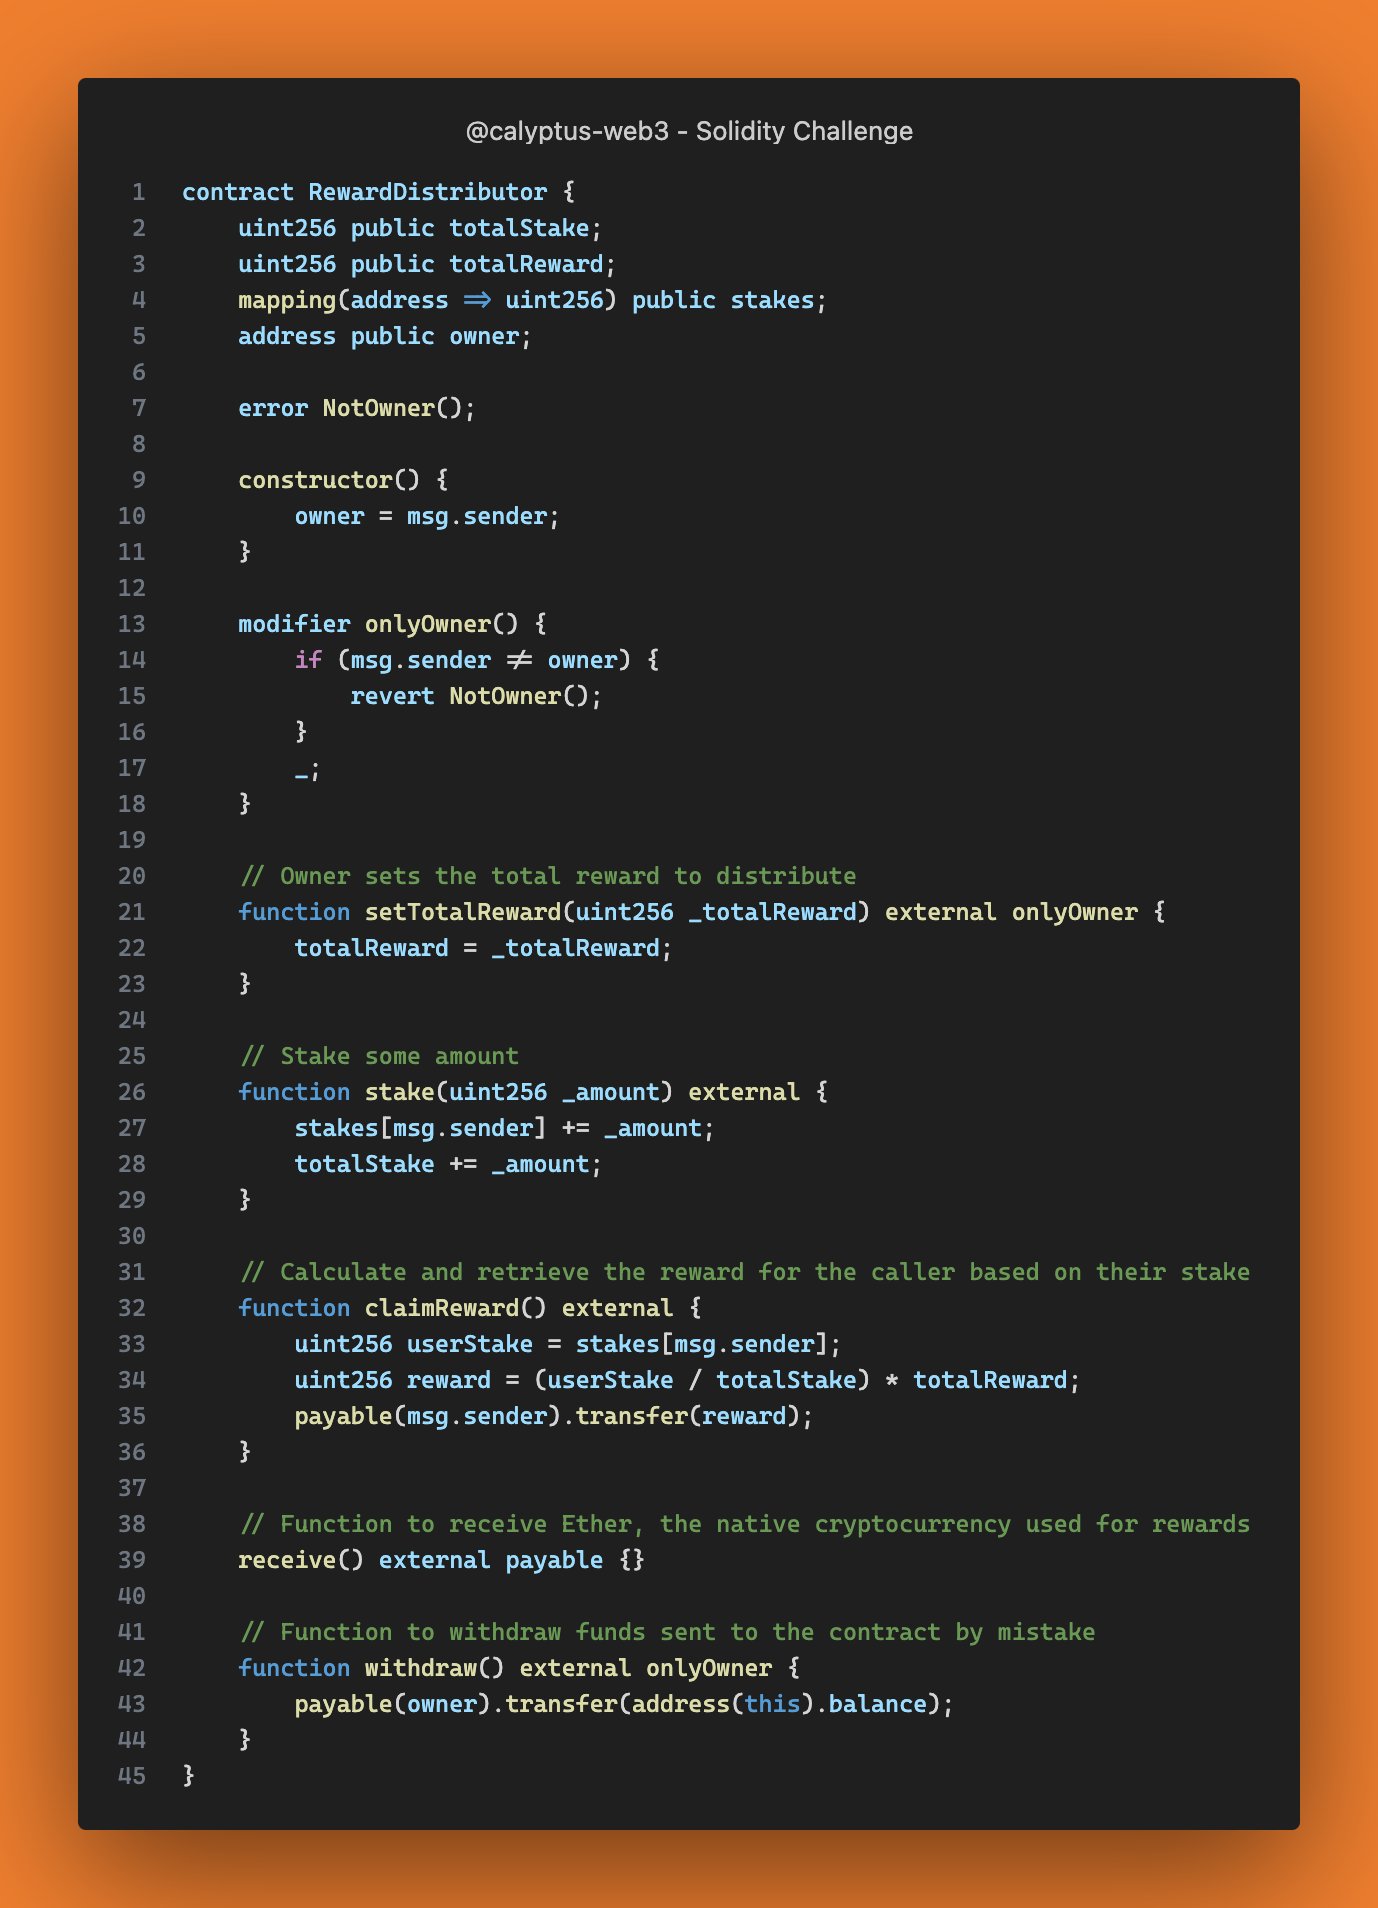 @calyptus-web3 - Solidity Challenge
1 contract RewardDistributor {
2     uint256 public totalStake;
3     uint256 public totalReward;
4     mapping(address => uint256) public stakes;
5     address public owner;
6
7     error NotOwner();
8
9     constructor() {
10         owner = msg.sender;
11     }
12
13     modifier onlyOwner() {
14         if (msg.sender != owner) {
15             revert NotOwner();
16         }
17         _;
18     }
19
20     // Owner sets the total reward to distribute
21     function setTotalReward(uint256 _totalReward) external onlyOwner {
22         totalReward = _totalReward;
23     }
24
25     // Stake some amount
26     function stake(uint256 _amount) external {
27         stakes[msg.sender] += _amount;
28         totalStake += _amount;
29     }
30
31     // Calculate and retrieve the reward for the caller based on their stake
32     function claimReward() external {
33         uint256 userStake = stakes[msg.sender];
34         uint256 reward = (userStake / totalStake) * totalReward;
35         payable(msg.sender).transfer(reward);
36     }
37
38     // Function to receive Ether, the native cryptocurrency used for rewards
39     receive() external payable {}
40
41     // Function to withdraw funds sent to the contract by mistake
42     function withdraw() external onlyOwner {
43         payable(owner).transfer(address(this).balance);
44     }
45 }